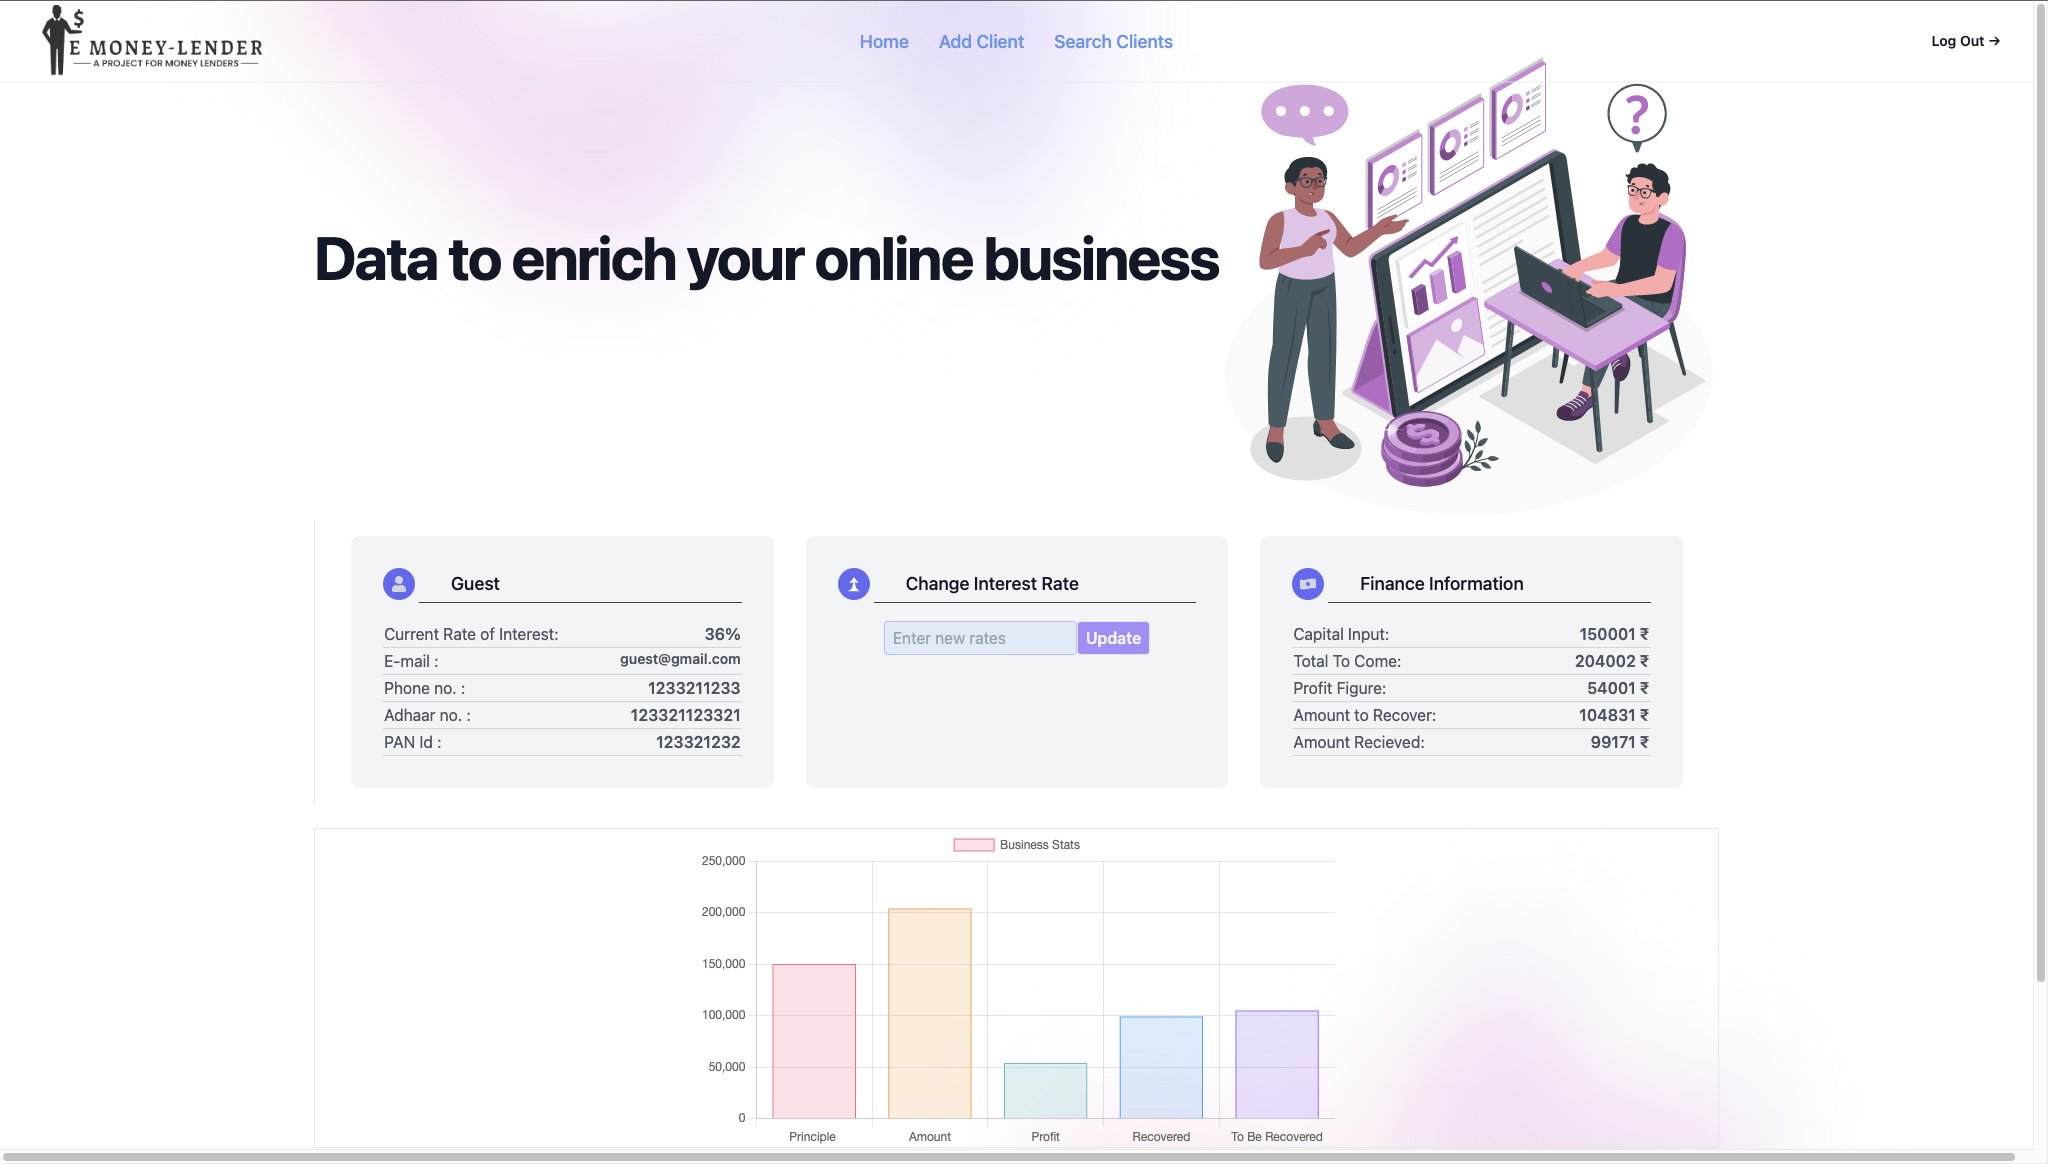 $
E MONEY-LENDER
A PROJECT FOR MONEY LENDERS
Home Add Client Search Clients
Log Out →
?
Data to enrich your online business
Guest
Current Rate of Interest: 36%
E-mail : guest@gmail.com
Phone no. : 1233211233
Adhaar no. : 123321123321
PAN Id : 123321232
Change Interest Rate
Enter new rates Update
Finance Information
Capital Input: 150001 ₹
Total To Come: 204002 ₹
Profit Figure: 54001 ₹
Amount to Recover: 104831 ₹
Amount Recieved: 99171 ₹
Business Stats
250,000
200,000
150,000
100,000
50,000
0
Principle Amount Profit Recovered To Be Recovered